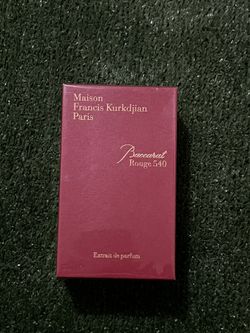 Maison
Francis Kurkdjian
Paris
Baccarat
Rouge 540
Extrait de parfum